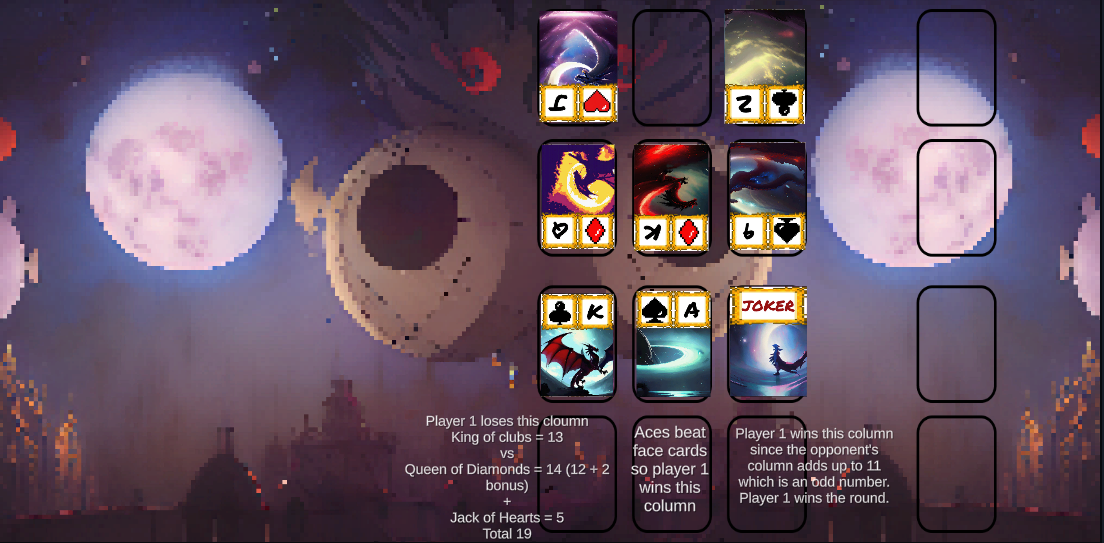 J
2
Q
K
9
K
A
JOKER
Player 1 loses this cloumn
King of clubs = 13
vs
Queen of Diamonds = 14 (12 + 2
bonus)
+
Jack of Hearts = 5
Total 19
Aces beat
face cards
so player 1
wins this
column
Player 1 wins this column
since the opponent's
column adds up to 11
which is an odd number.
Player 1 wins the round.